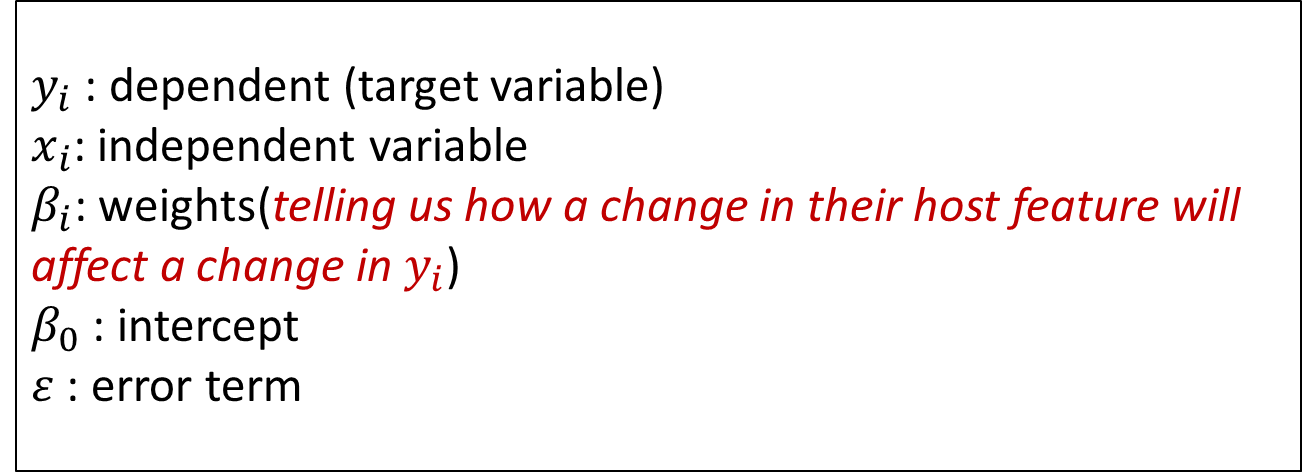 𝑦ᵢ : dependent (target variable)
𝑥ᵢ: independent variable
𝛽ᵢ: weights(telling us how a change in their host feature will
affect a change in 𝑦ᵢ)
𝛽₀ : intercept
𝜀 : error term